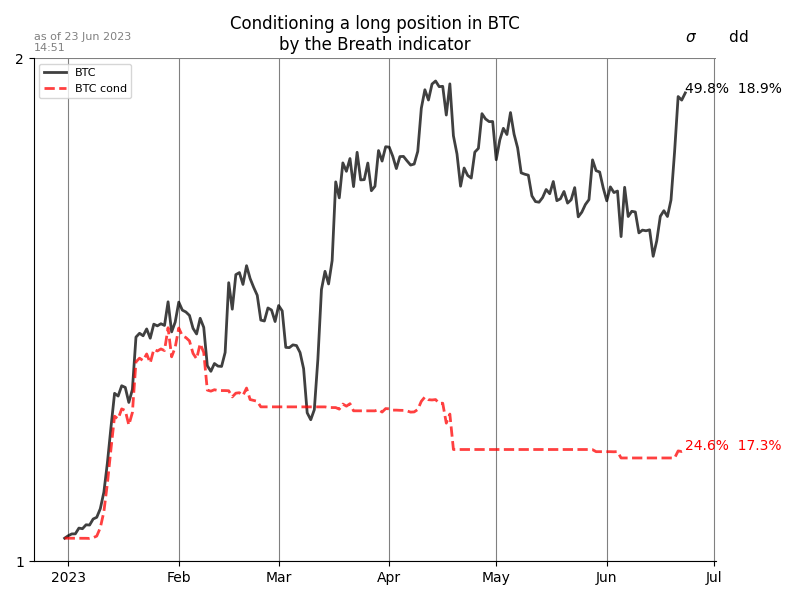 Conditioning a long position in BTC
by the Breath indicator
as of 23 Jun 2023
14:51
σ dd
2
BTC
BTC cond
49.8% 18.9%
24.6% 17.3%
1
2023 Feb Mar Apr May Jun Jul